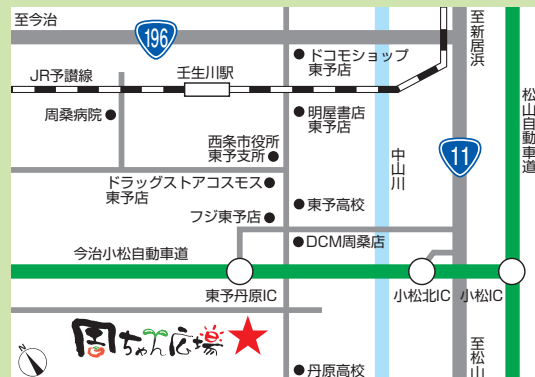 至今治
196
至新居浜
ドコモショップ
東予店
JR予讃線
壬生川駅
周桑病院
明屋書店
東予店
松山自動車道
西条市役所
東予支所
中山川
11
ドラッグストアコスモス
東予店
東予高校
フジ東予店
DCM周桑店
今治小松自動車道
東予丹原IC
小松北IC
小松IC
周ちゃん広場
至松山
N
丹原高校